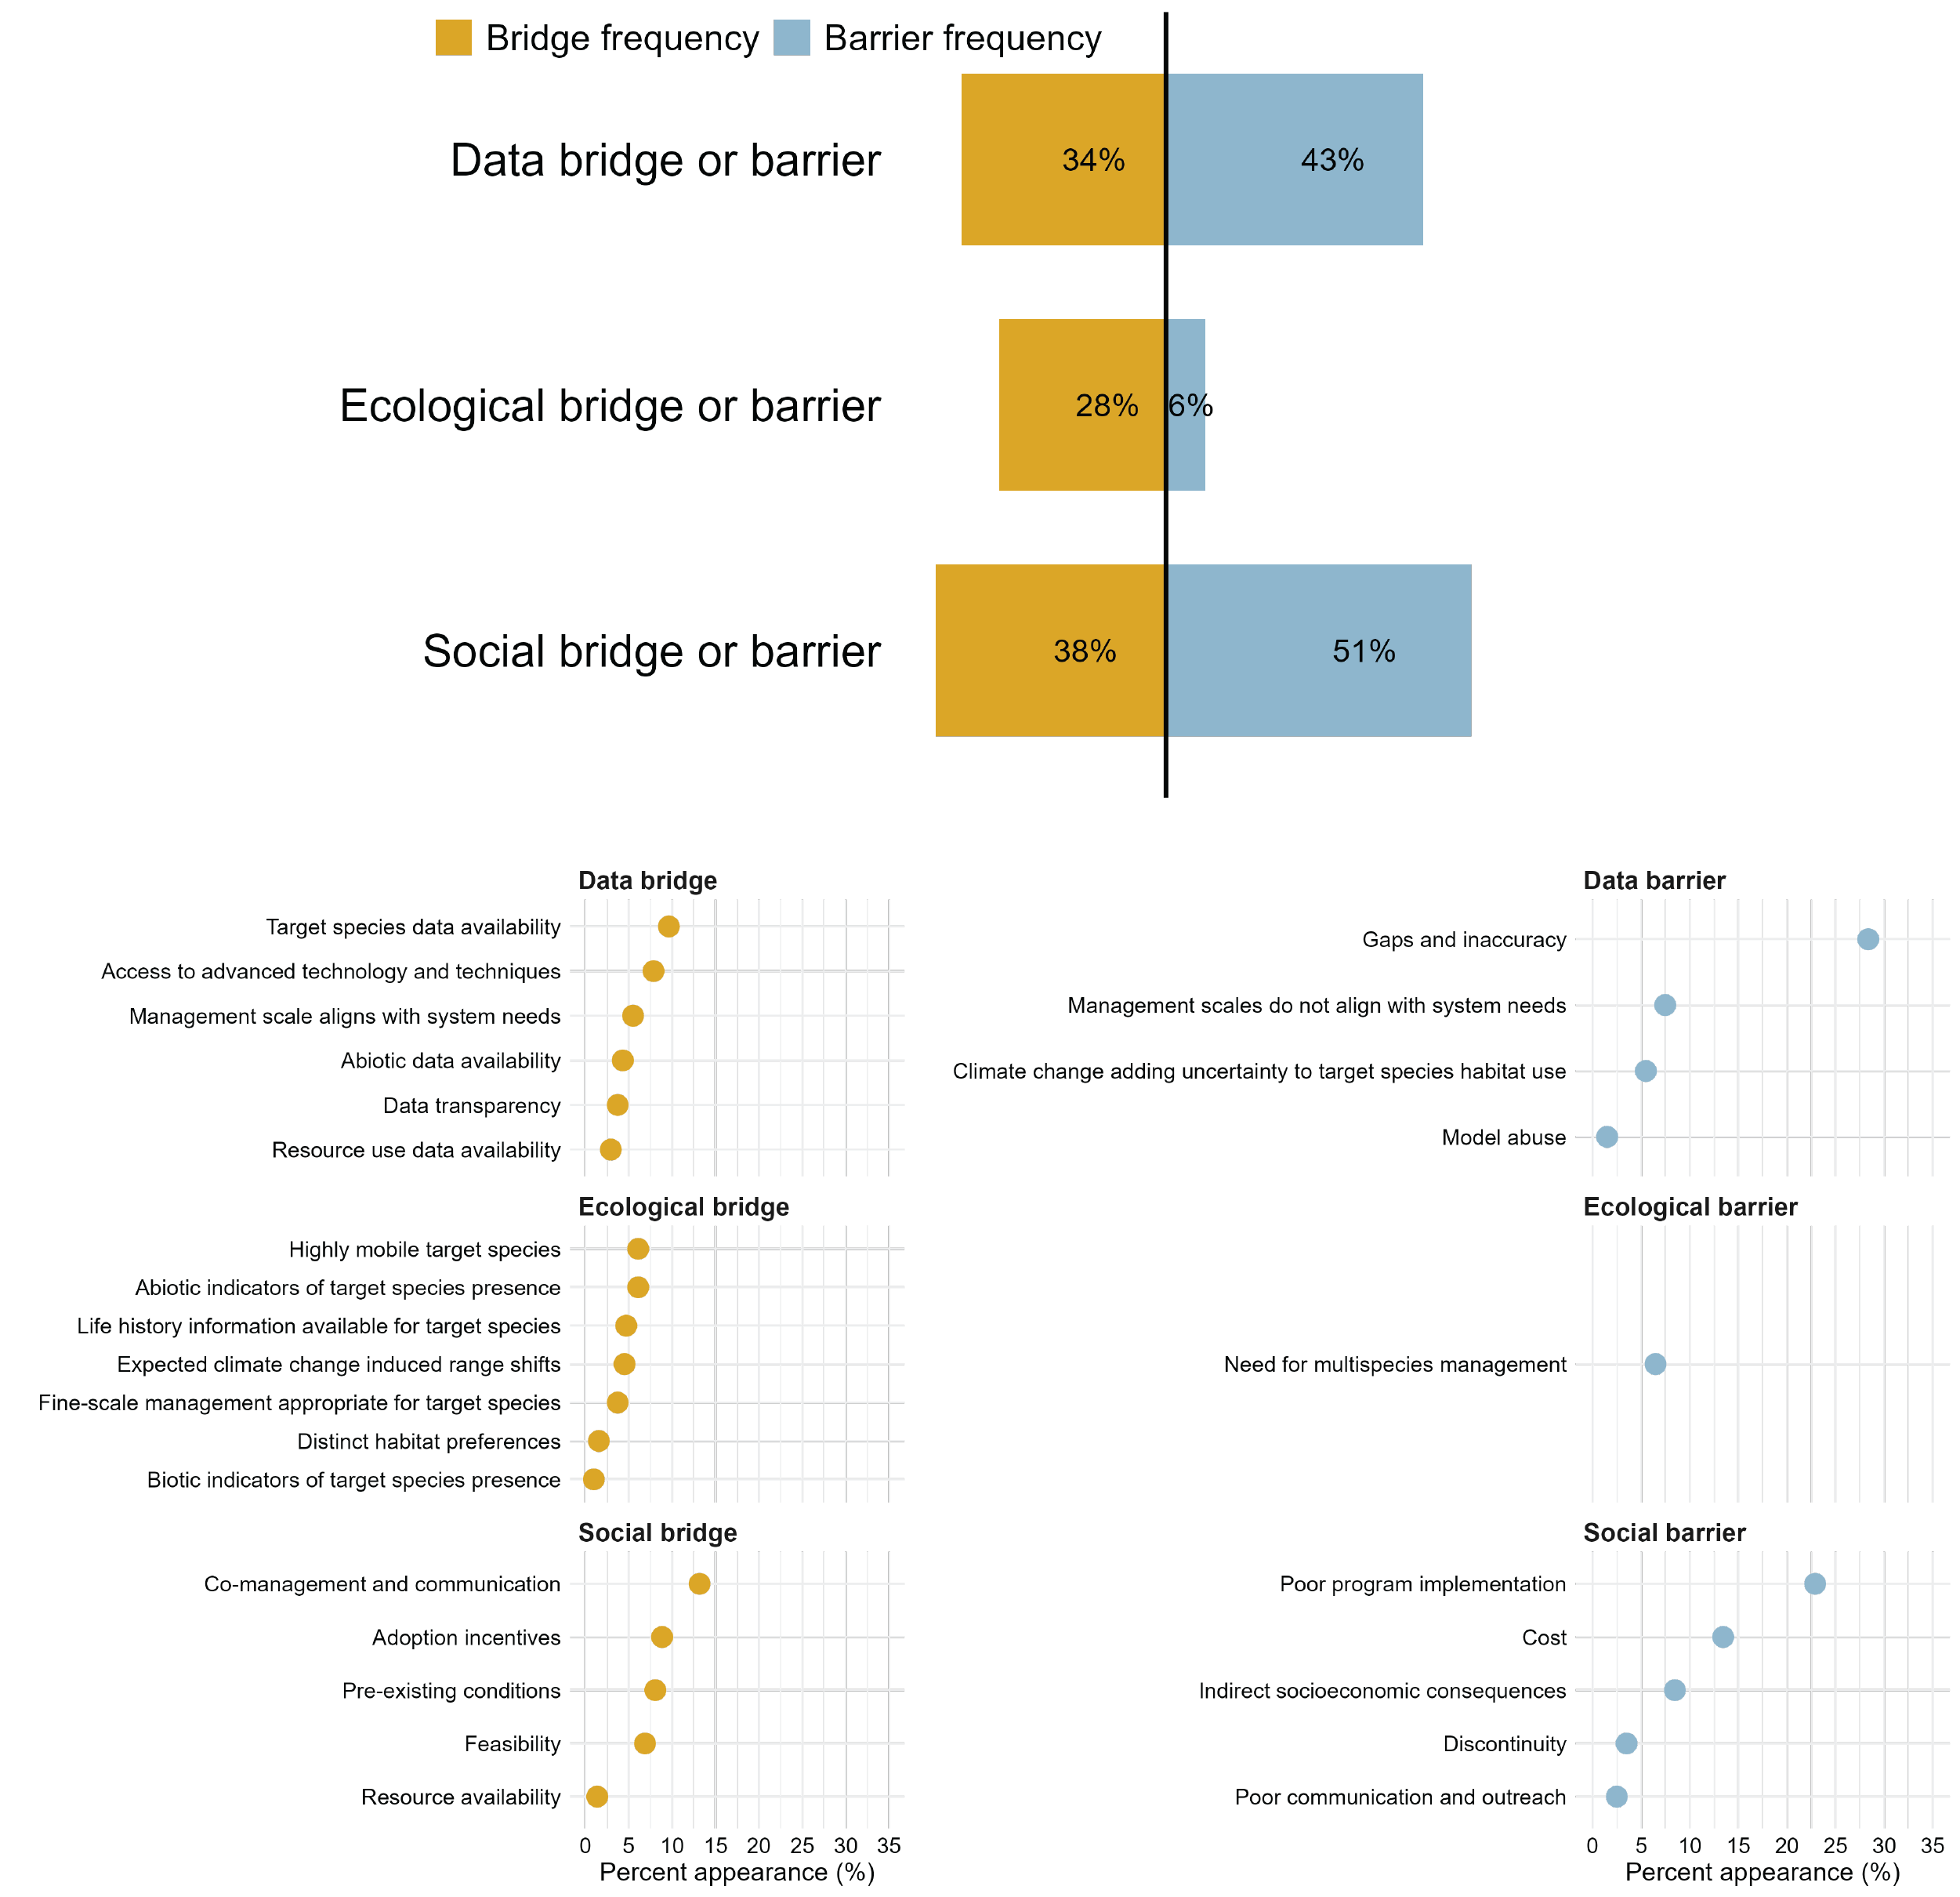 Bridge frequency Barrier frequency
Data bridge or barrier 34% 43%
Ecological bridge or barrier 28% 6%
Social bridge or barrier 38% 51%
Data bridge
Target species data availability
Access to advanced technology and techniques
Management scale aligns with system needs
Abiotic data availability
Data transparency
Resource use data availability
Ecological bridge
Highly mobile target species
Abiotic indicators of target species presence
Life history information available for target species
Expected climate change induced range shifts
Fine-scale management appropriate for target species
Distinct habitat preferences
Biotic indicators of target species presence
Social bridge
Co-management and communication
Adoption incentives
Pre-existing conditions
Feasibility
Resource availability
0 5 10 15 20 25 30 35
Percent appearance (%)
Data barrier
Gaps and inaccuracy
Management scales do not align with system needs
Climate change adding uncertainty to target species habitat use
Model abuse
Ecological barrier
Need for multispecies management
Social barrier
Poor program implementation
Cost
Indirect socioeconomic consequences
Discontinuity
Poor communication and outreach
0 5 10 15 20 25 30 35
Percent appearance (%)